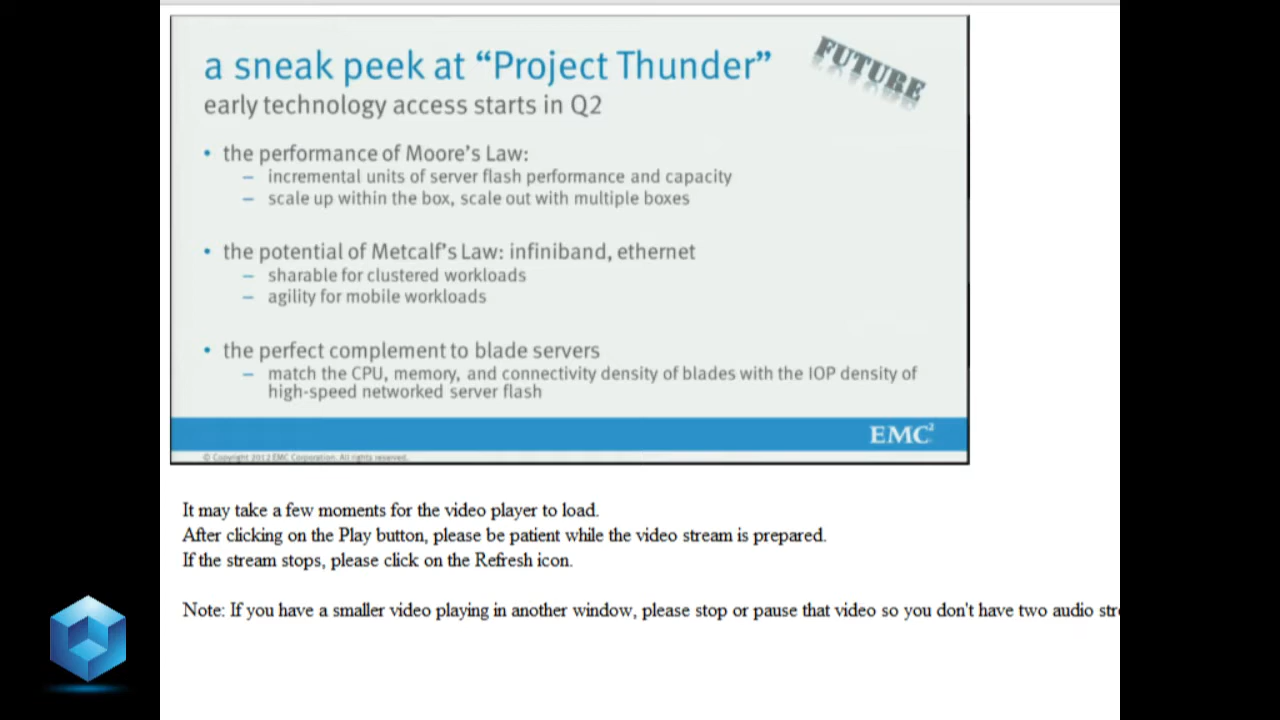 a sneak peek at “Project Thunder”
FUTURE
early technology access starts in Q2
• the performance of Moore's Law:
– incremental units of server flash performance and capacity
– scale up within the box, scale out with multiple boxes
• the potential of Metcalf's Law: infiniband, ethernet
– sharable for clustered workloads
– agility for mobile workloads
• the perfect complement to blade servers
– match the CPU, memory, and connectivity density of blades with the IOP density of
high-speed networked server flash
EMC²
© Copyright 2012 EMC Corporation. All rights reserved.
It may take a few moments for the video player to load.
After clicking on the Play button, please be patient while the video stream is prepared.
If the stream stops, please click on the Refresh icon.
Note: If you have a smaller video playing in another window, please stop or pause that video so you don't have two audio